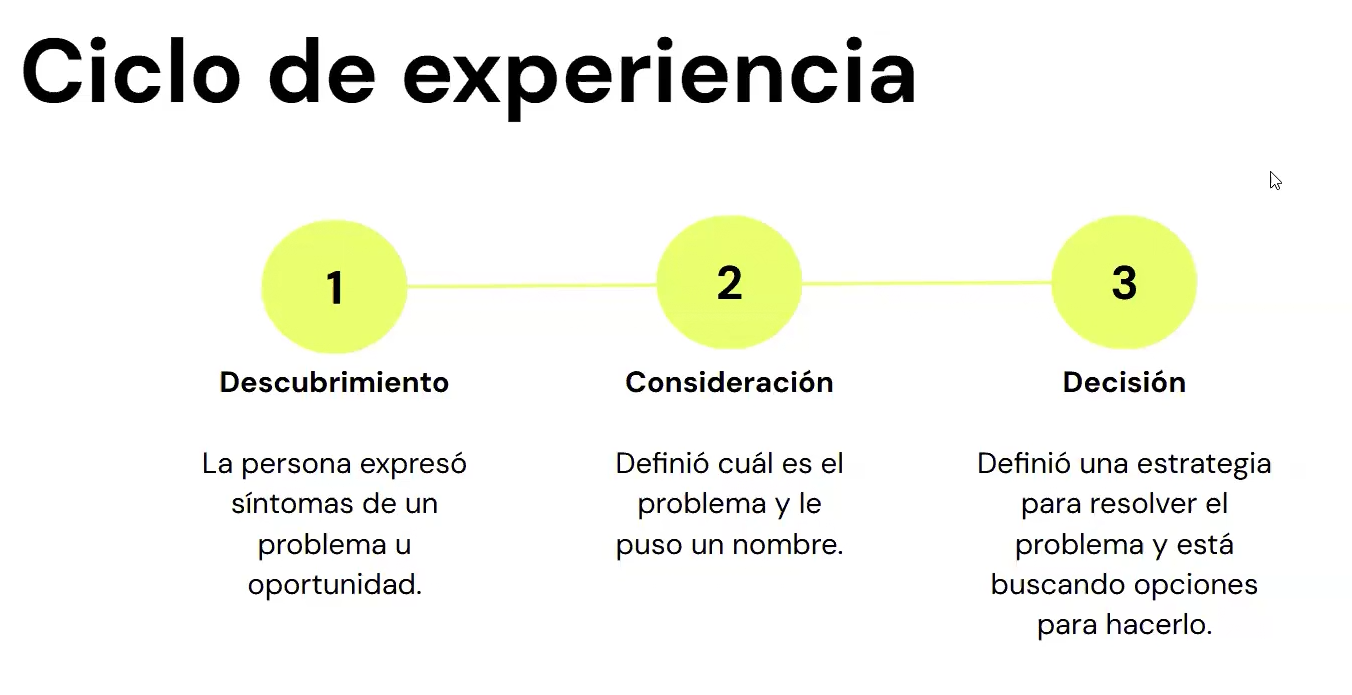 Ciclo de experiencia
1
2
3
Descubrimiento
Consideración
Decisión
La persona expresó
síntomas de un
problema u
oportunidad.
Definió cuál es el
problema y le
puso un nombre.
Definió una estrategia
para resolver el
problema y está
buscando opciones
para hacerlo.